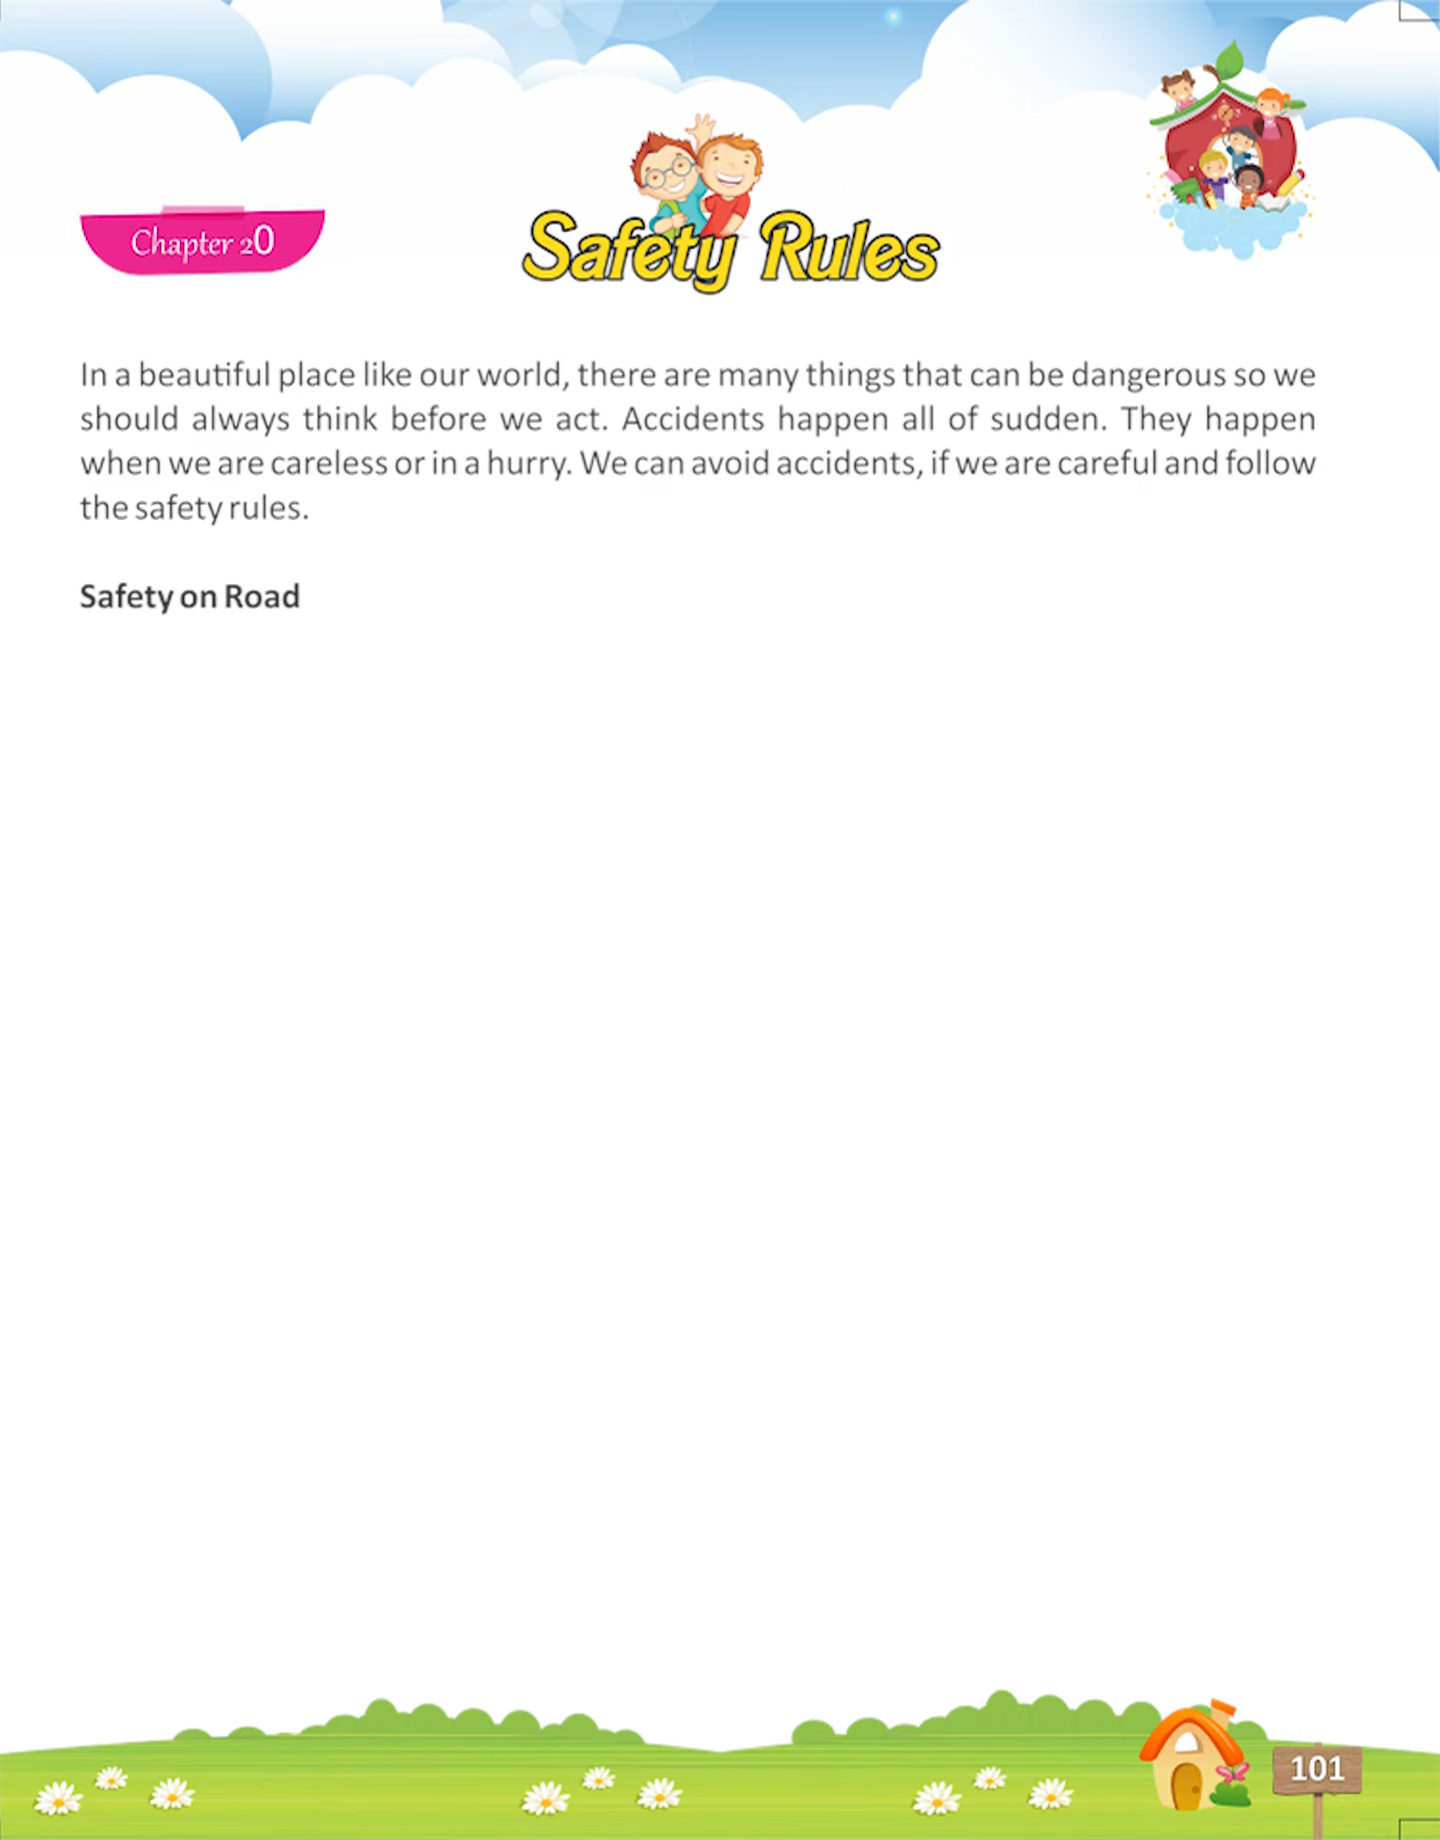 Chapter 20
Safety Rules
In a beautiful place like our world, there are many things that can be dangerous so we
should always think before we act. Accidents happen all of sudden. They happen
when we are careless or in a hurry. We can avoid accidents, if we are careful and follow
the safety rules.
Safety on Road
101